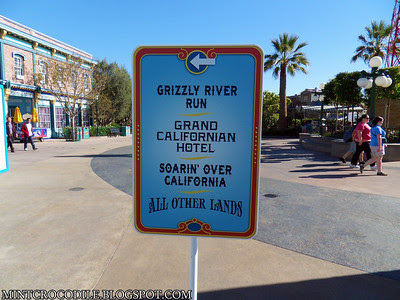 GRIZZLY RIVER
RUN
GRAND
CALIFORNIAN
HOTEL
SOARIN' OVER
CALIFORNIA
ALL OTHER LANDS
MINTCROCODILE.BLOGSPOT.COM